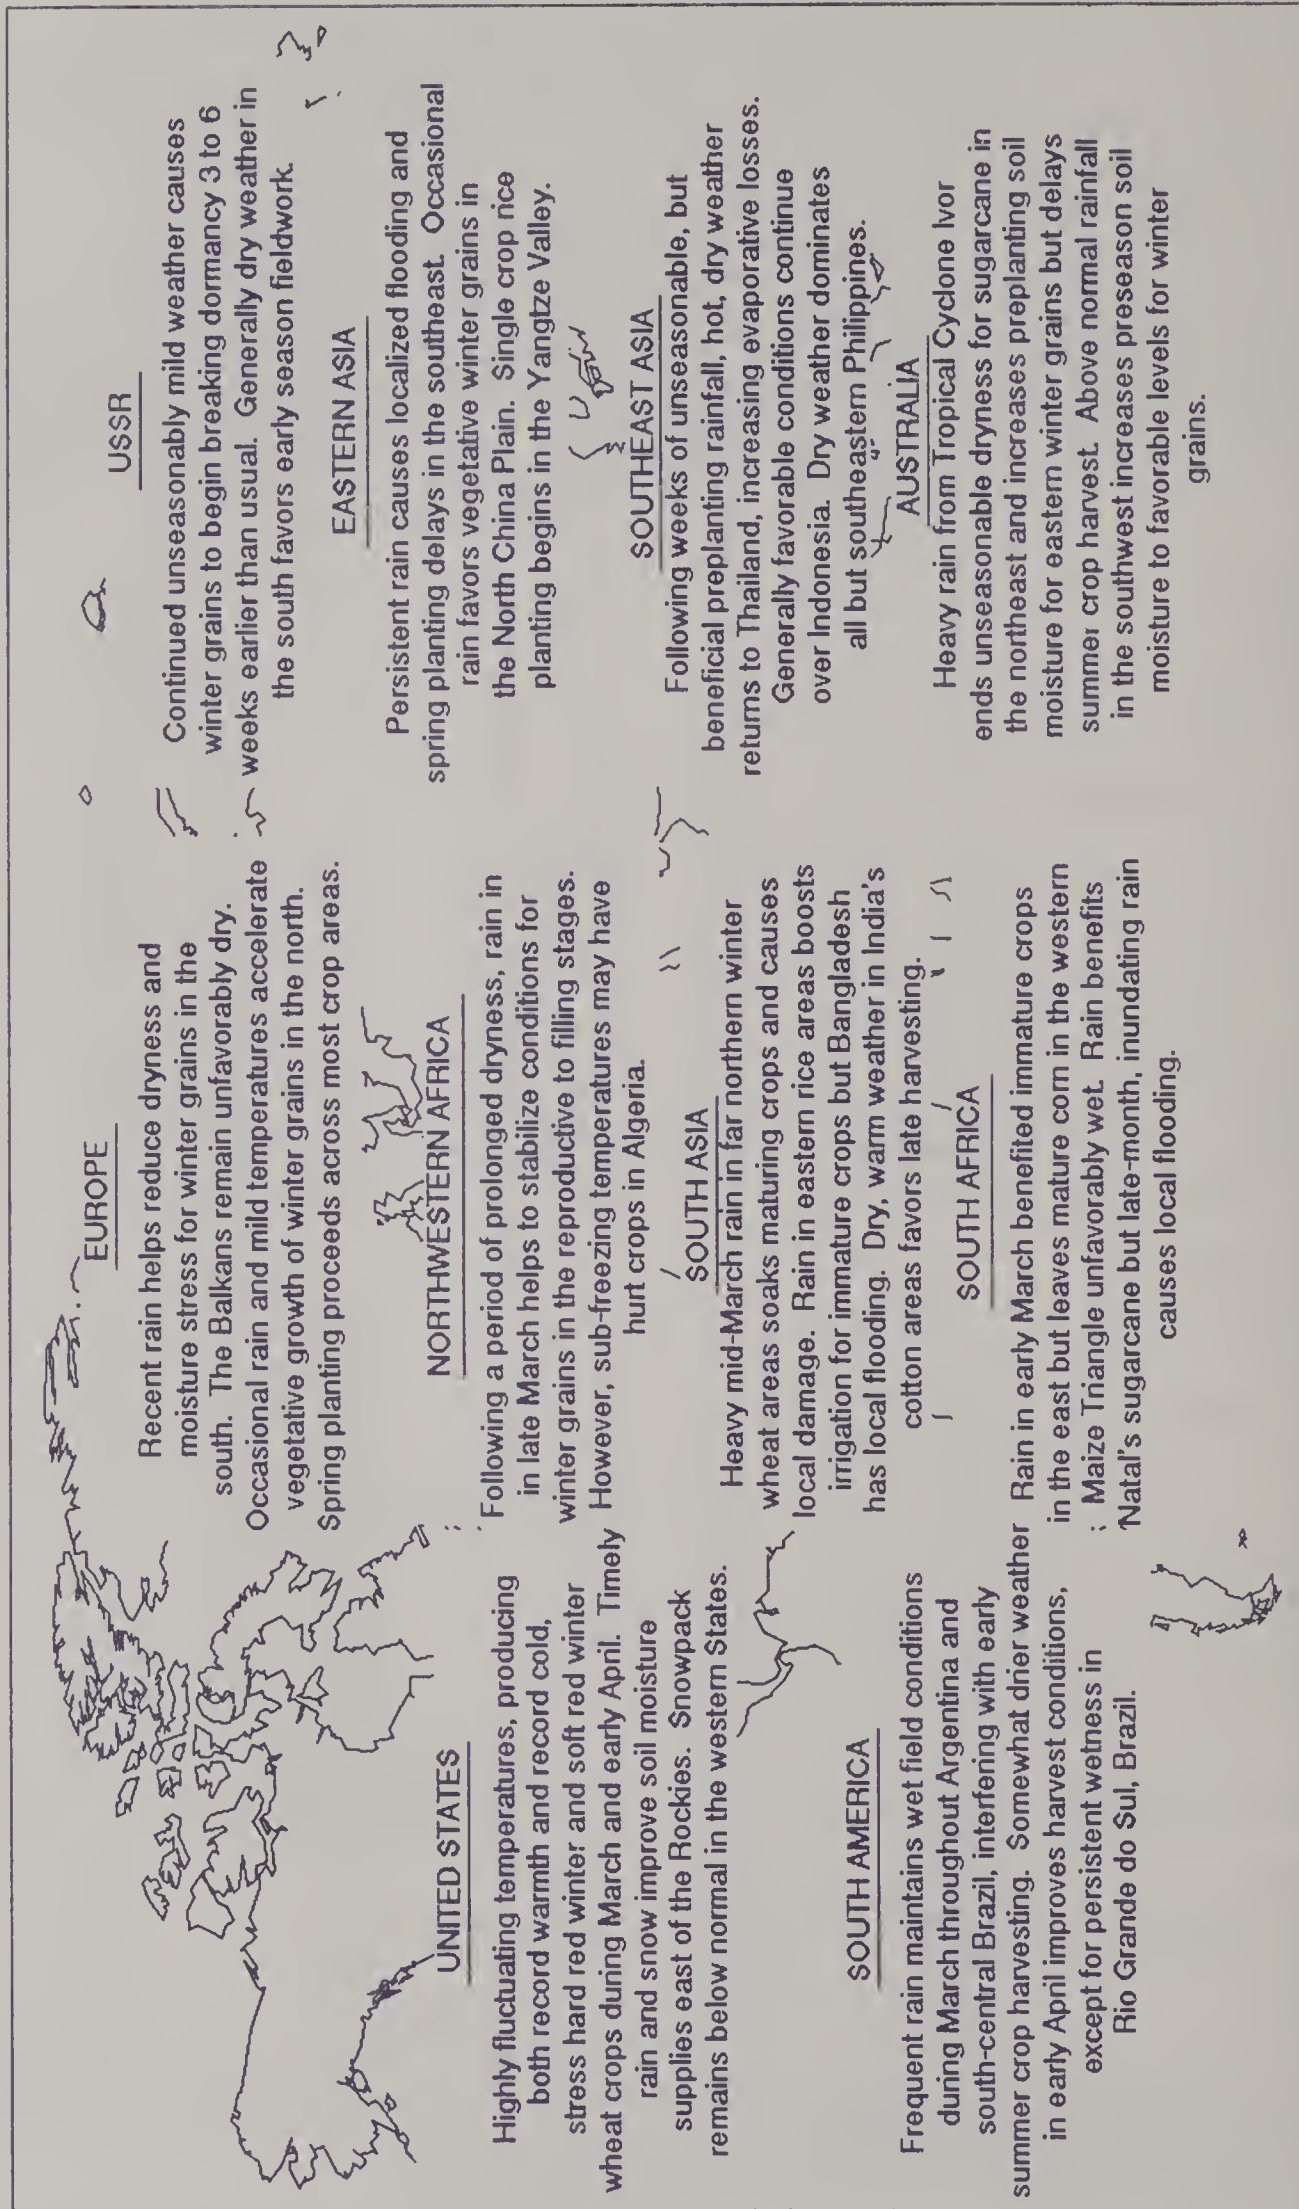 UNITED STATES
Highly fluctuating temperatures, producing
both record warmth and record cold,
stress hard red winter and soft red winter
wheat crops during March and early April. Timely
rain and snow improve soil moisture
supplies east of the Rockies. Snowpack
remains below normal in the western States.
SOUTH AMERICA
Frequent rain maintains wet field conditions
during March throughout Argentina and
south-central Brazil, interfering with early
summer crop harvesting. Somewhat drier weather
in early April improves harvest conditions,
except for persistent wetness in
Rio Grande do Sul, Brazil.
EUROPE
Recent rain helps reduce dryness and
moisture stress for winter grains in the
south. The Balkans remain unfavorably dry.
Occasional rain and mild temperatures accelerate
vegetative growth of winter grains in the north.
Spring planting proceeds across most crop areas.
NORTHWESTERN AFRICA
Following a period of prolonged dryness, rain in
in late March helps to stabilize conditions for
winter grains in the reproductive to filling stages.
However, sub-freezing temperatures may have
hurt crops in Algeria.
SOUTH ASIA
Heavy mid-March rain in far northern winter
wheat areas soaks maturing crops and causes
local damage. Rain in eastern rice areas boosts
irrigation for immature crops but Bangladesh
has local flooding. Dry, warm weather in India's
cotton areas favors late harvesting.
SOUTH AFRICA
Rain in early March benefited immature crops
in the east but leaves mature corn in the western
Maize Triangle unfavorably wet. Rain benefits
Natal's sugarcane but late-month, inundating rain
causes local flooding.
USSR
Continued unseasonably mild weather causes
winter grains to begin breaking dormancy 3 to 6
weeks earlier than usual. Generally dry weather in
the south favors early season fieldwork.
EASTERN ASIA
Persistent rain causes localized flooding and
spring planting delays in the southeast. Occasional
rain favors vegetative winter grains in
the North China Plain. Single crop rice
planting begins in the Yangtze Valley.
SOUTHEAST ASIA
Following weeks of unseasonable, but
beneficial preplanting rainfall, hot, dry weather
returns to Thailand, increasing evaporative losses.
Generally favorable conditions continue
over Indonesia. Dry weather dominates
all but southeastern Philippines.
AUSTRALIA
Heavy rain from Tropical Cyclone Ivor
ends unseasonable dryness for sugarcane in
the northeast and increases preplanting soil
moisture for eastern winter grains but delays
summer crop harvest. Above normal rainfall
in the southwest increases preseason soil
moisture to favorable levels for winter
grains.